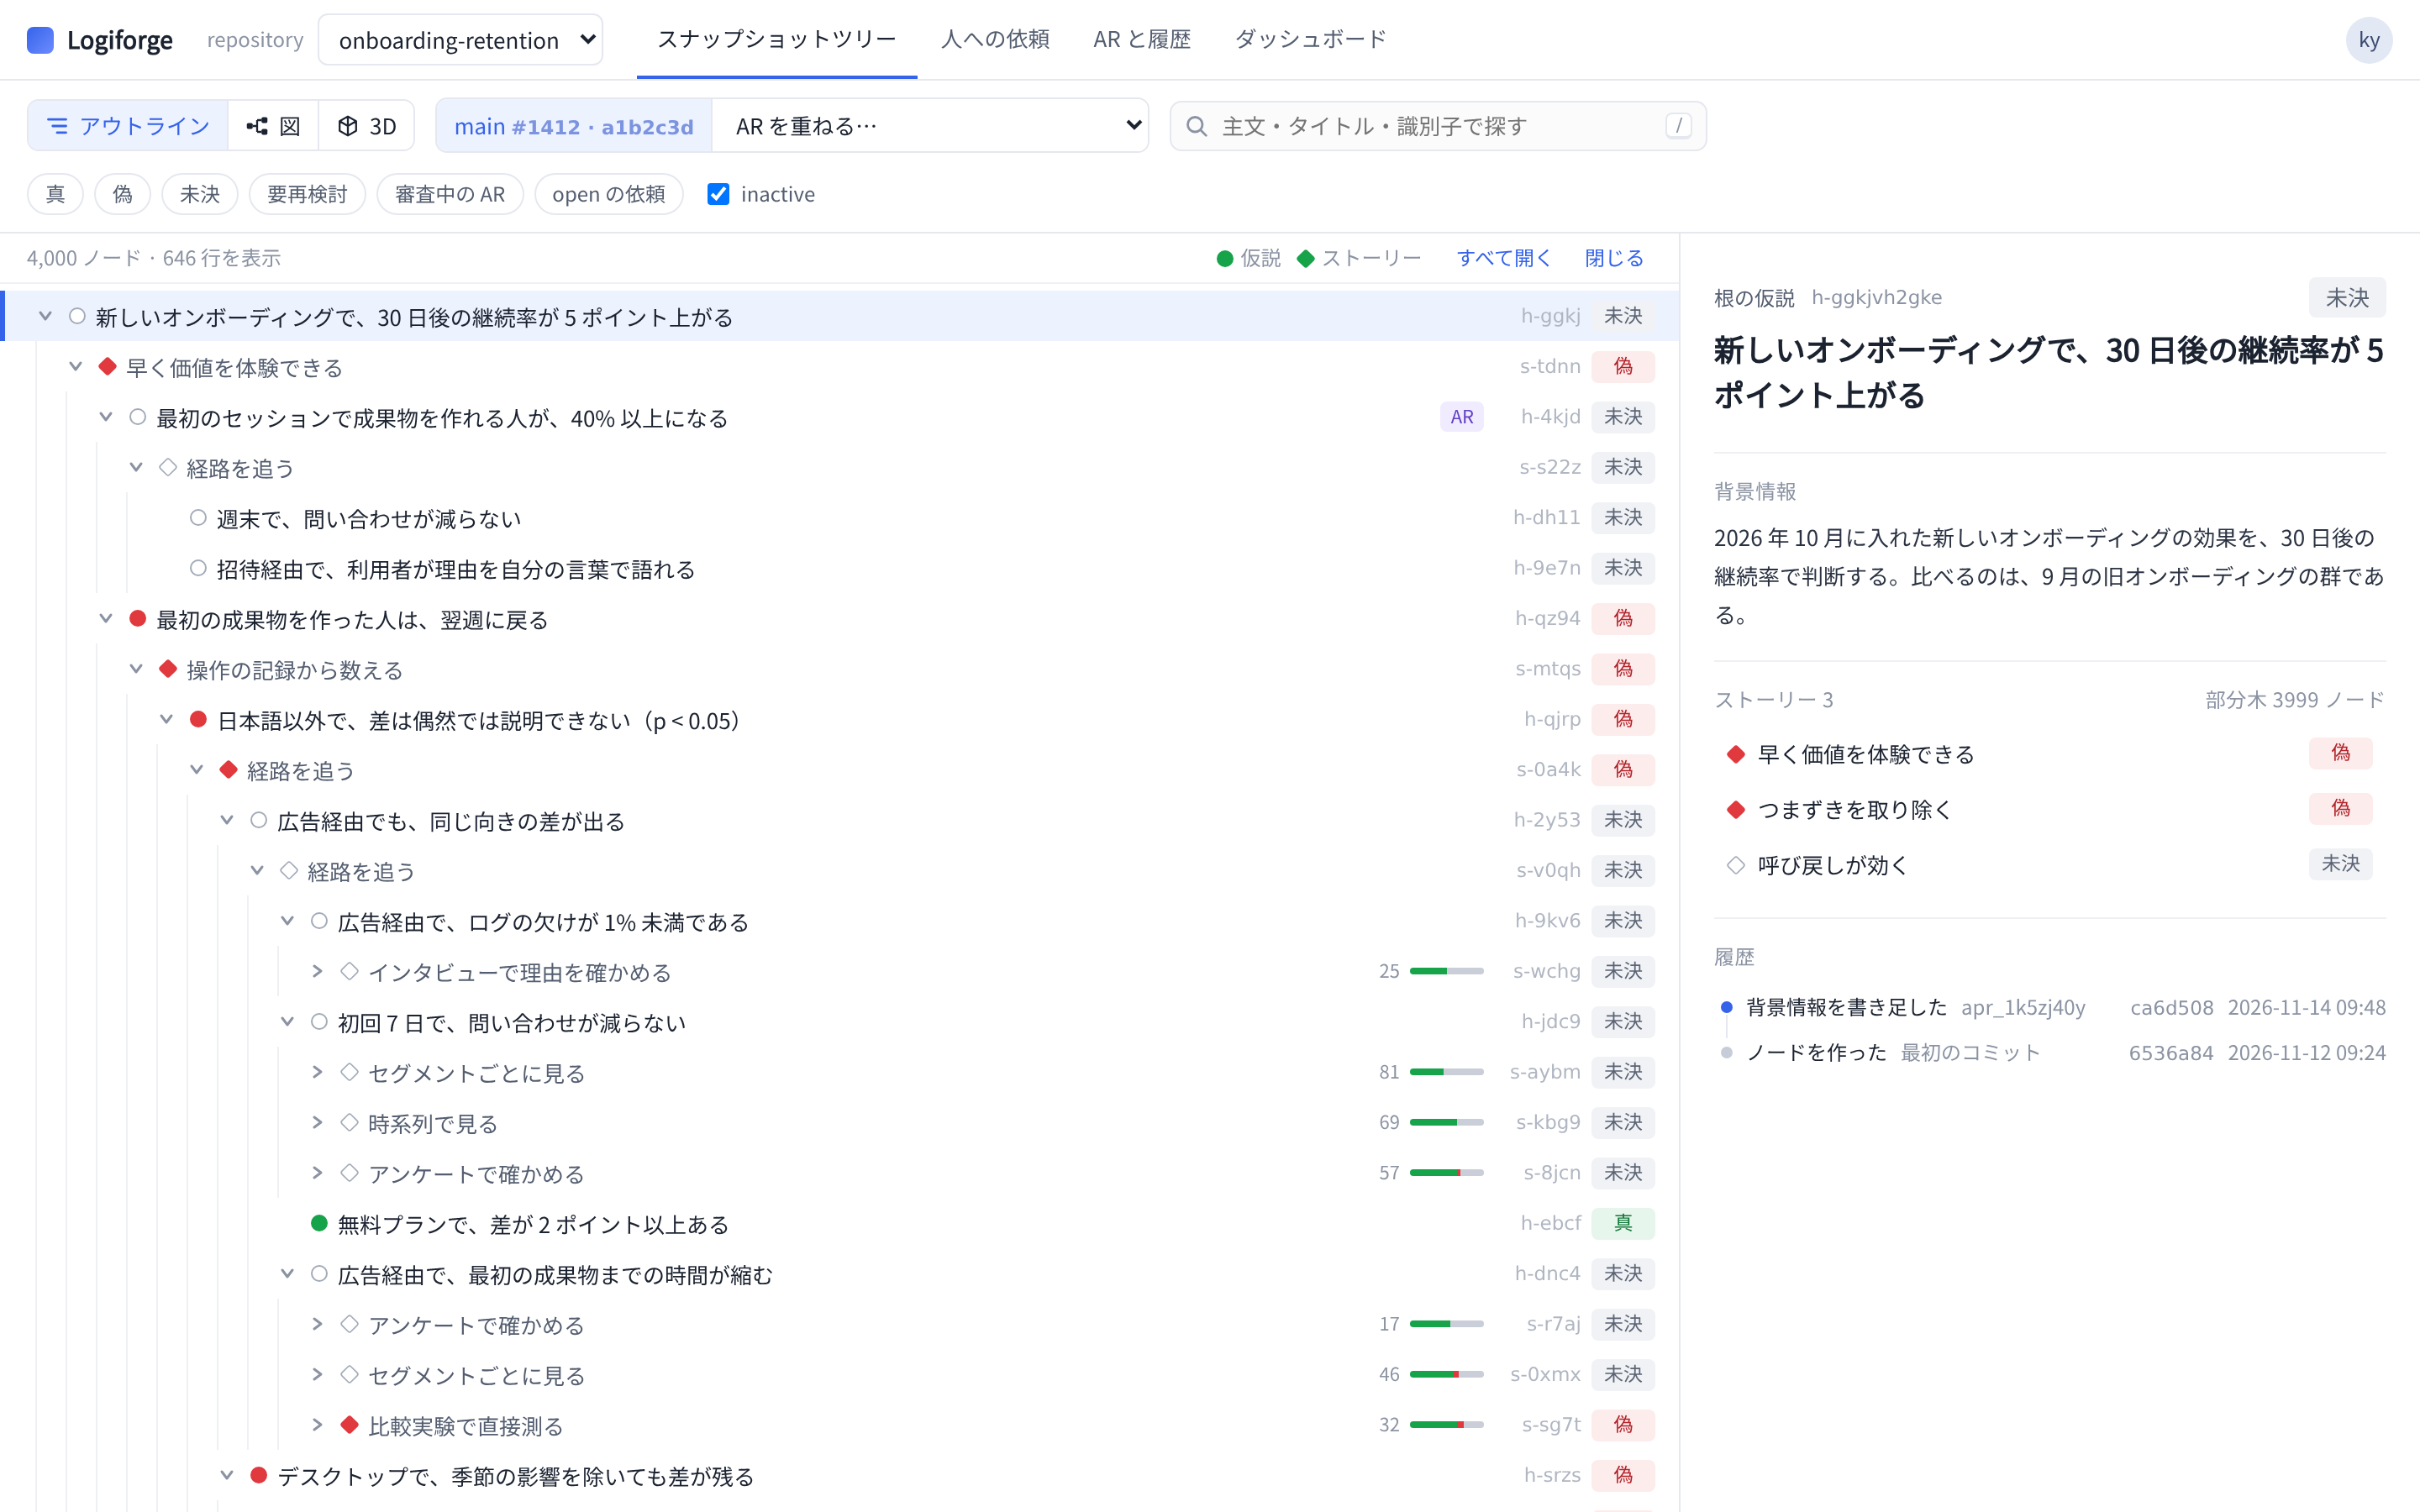 Logiforge repository onboarding-retention スナップショットツリー 人への依頼 AR と履歴 ダッシュボード ky
アウトライン 図 3D main #1412 · a1b2c3d AR を重ねる… 主文・タイトル・識別子で探す /
真 偽 未決 要再検討 審査中の AR open の依頼 inactive
4,000 ノード · 646 行を表示 仮説 ストーリー すべて開く 閉じる
新しいオンボーディングで、30 日後の継続率が 5 ポイント上がる h-ggkj 未決
早く価値を体験できる s-tdnn 偽
最初のセッションで成果物を作れる人が、40% 以上になる AR h-4kjd 未決
経路を追う s-s22z 未決
週末で、問い合わせが減らない h-dh11 未決
招待経由で、利用者が理由を自分の言葉で語れる h-9e7n 未決
最初の成果物を作った人は、翌週に戻る h-qz94 偽
操作の記録から数える s-mtqs 偽
日本語以外で、差は偶然では説明できない（p < 0.05） h-qjrp 偽
経路を追う s-0a4k 偽
広告経由でも、同じ向きの差が出る h-2y53 未決
経路を追う s-v0qh 未決
広告経由で、ログの欠けが 1% 未満である h-9kv6 未決
インタビューで理由を確かめる 25 s-wchg 未決
初回 7 日で、問い合わせが減らない h-jdc9 未決
セグメントごとに見る 81 s-aybm 未決
時系列で見る 69 s-kbg9 未決
アンケートで確かめる 57 s-8jcn 未決
無料プランで、差が 2 ポイント以上ある h-ebcf 真
広告経由で、最初の成果物までの時間が縮む h-dnc4 未決
アンケートで確かめる 17 s-r7aj 未決
セグメントごとに見る 46 s-0xmx 未決
比較実験で直接測る 32 s-sg7t 偽
デスクトップで、季節の影響を除いても差が残る h-srzs 偽
根の仮説 h-ggkjvh2gke 未決
新しいオンボーディングで、30 日後の継続率が 5
ポイント上がる
背景情報
2026 年 10 月に入れた新しいオンボーディングの効果を、30 日後の
継続率で判断する。比べるのは、9 月の旧オンボーディングの群であ
る。
ストーリー 3 部分木 3999 ノード
早く価値を体験できる 偽
つまずきを取り除く 偽
呼び戻しが効く 未決
履歴
背景情報を書き足した apr_1k5zj40y ca6d508 2026-11-14 09:48
ノードを作った 最初のコミット 6536a84 2026-11-12 09:24